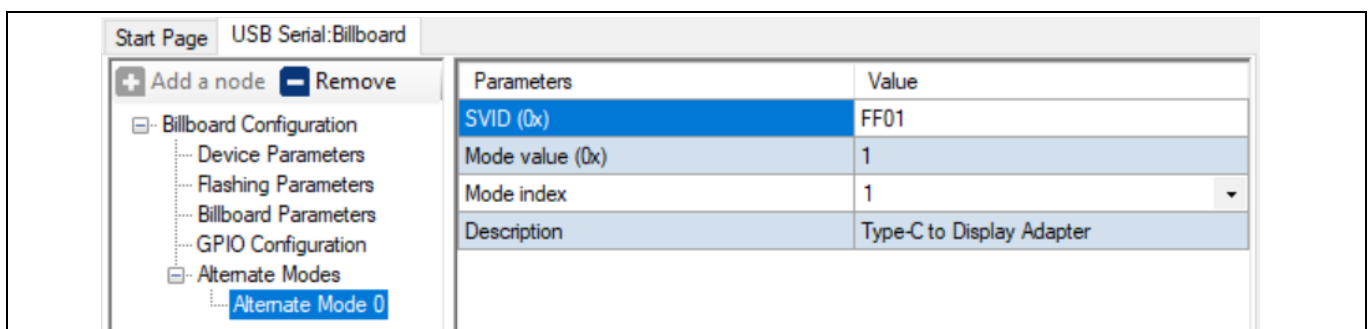 Start Page USB Serial:Billboard
Add a node Remove
Billboard Configuration
Device Parameters
Flashing Parameters
Billboard Parameters
GPIO Configuration
Alternate Modes
Alternate Mode 0
Parameters Value
SVID (0x) FF01
Mode value (0x) 1
Mode index 1
Description Type-C to Display Adapter